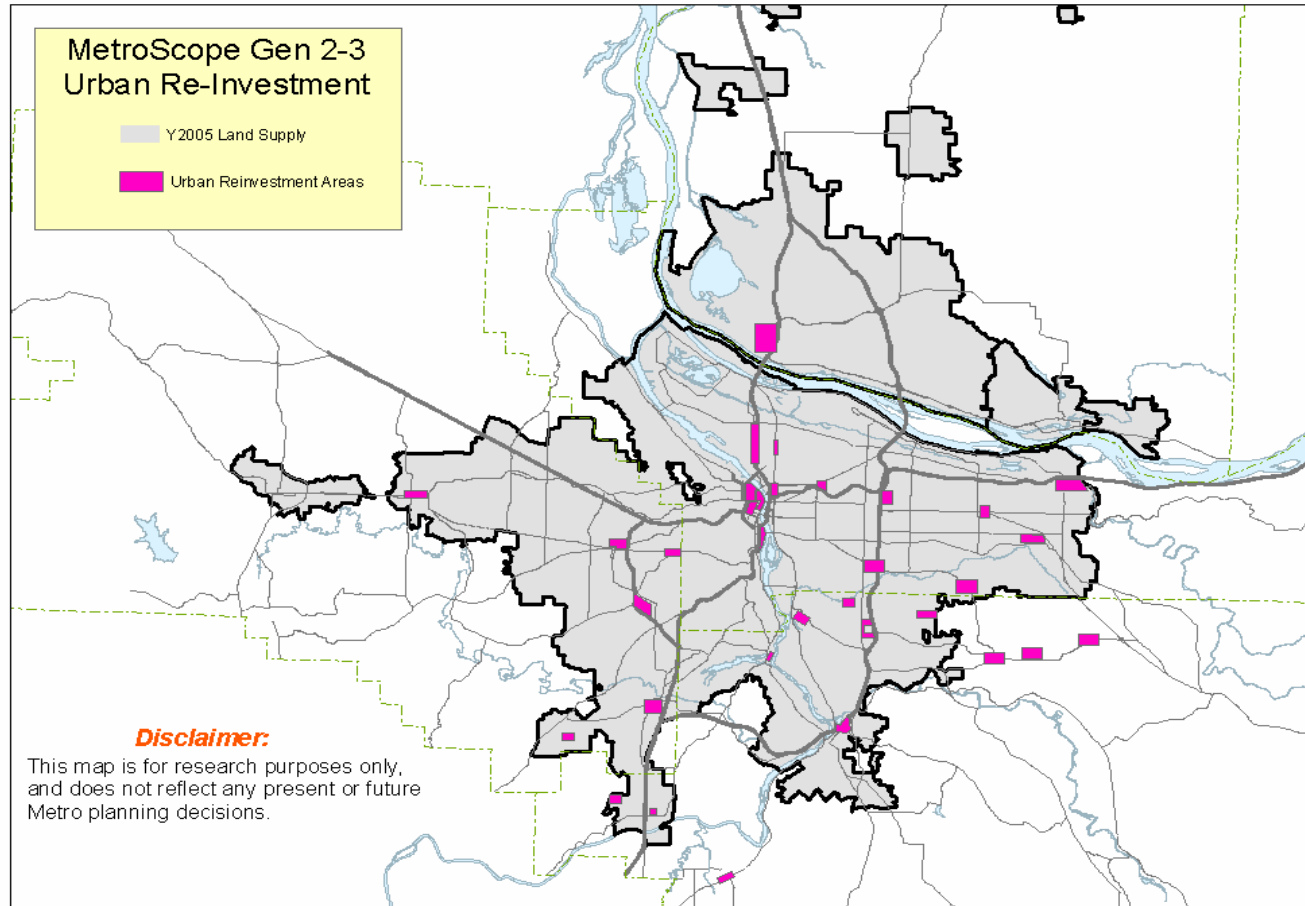 MetroScope Gen 2-3
Urban Re-Investment
Y2005 Land Supply
Urban Reinvestment Areas
Disclaimer:
This map is for research purposes only,
and does not reflect any present or future
Metro planning decisions.